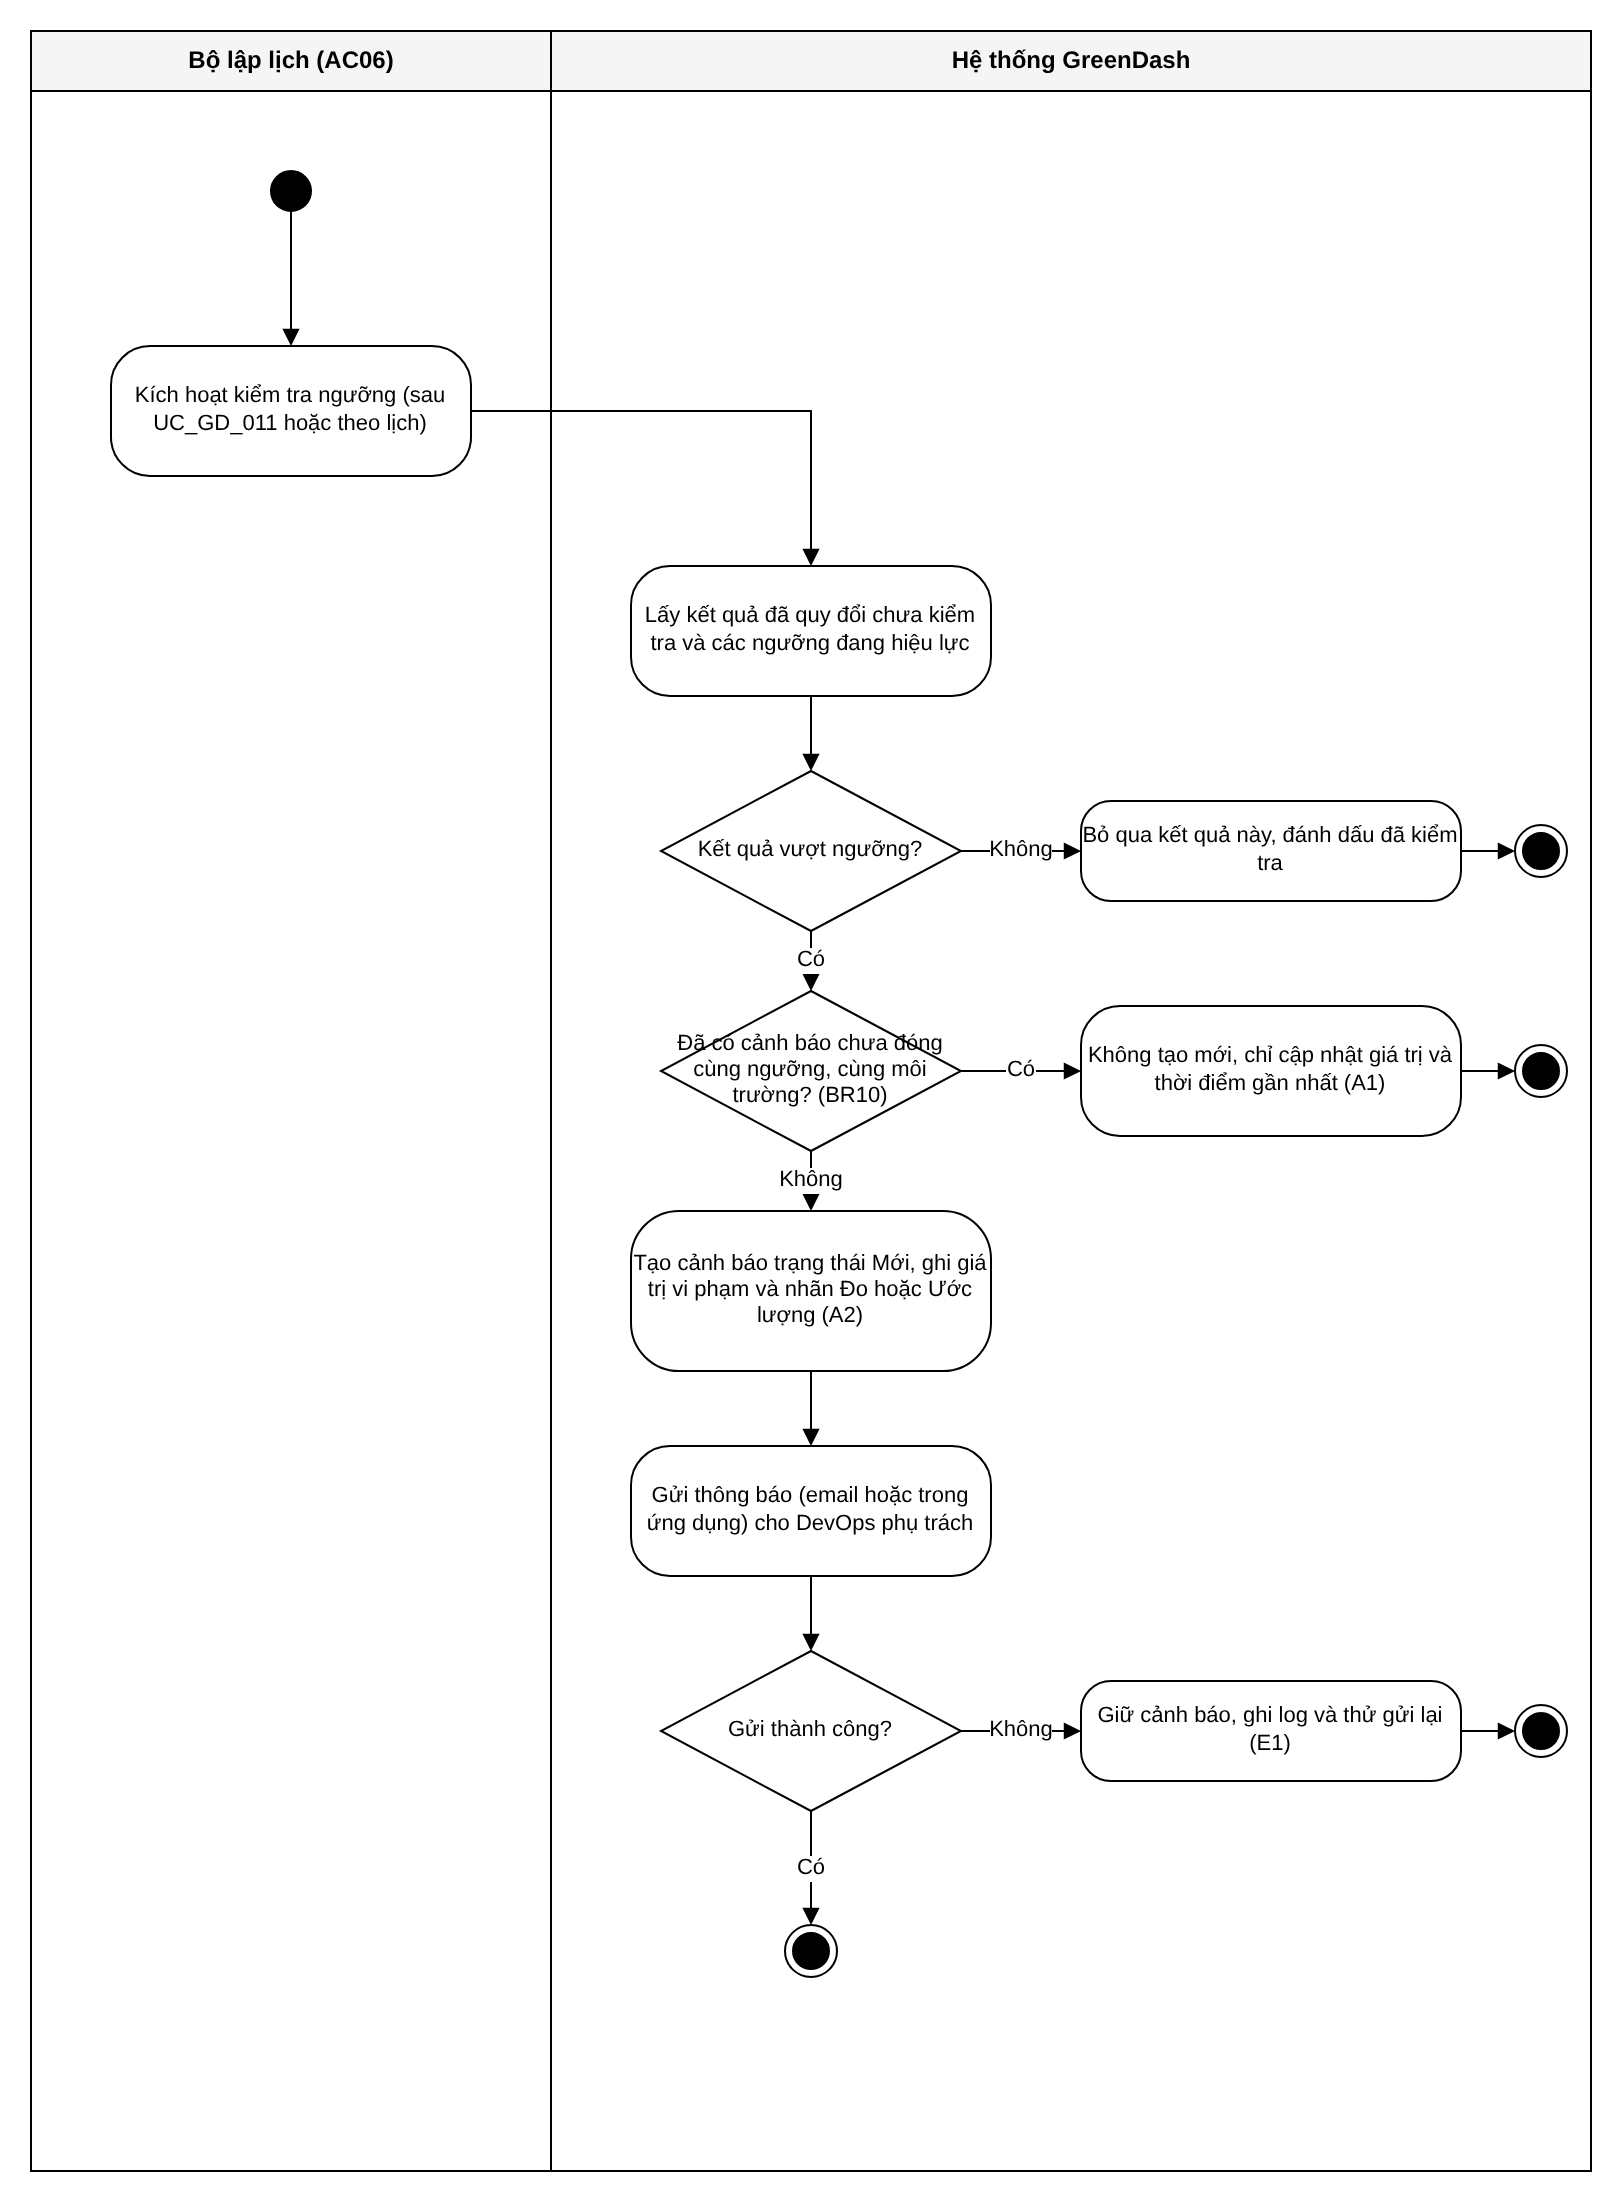 Bộ lập lịch (AC06)
Hệ thống GreenDash
Kích hoạt kiểm tra ngưỡng (sau
UC_GD_011 hoặc theo lịch)
Lấy kết quả đã quy đổi chưa kiểm
tra và các ngưỡng đang hiệu lực
Kết quả vượt ngưỡng?
Không
Bỏ qua kết quả này, đánh dấu đã kiểm
tra
Có
Đã có cảnh báo chưa đóng
cùng ngưỡng, cùng môi
trường? (BR10)
Có
Không tạo mới, chỉ cập nhật giá trị và
thời điểm gần nhất (A1)
Không
Tạo cảnh báo trạng thái Mới, ghi giá
trị vi phạm và nhãn Đo hoặc Ước
lượng (A2)
Gửi thông báo (email hoặc trong
ứng dụng) cho DevOps phụ trách
Gửi thành công?
Không
Giữ cảnh báo, ghi log và thử gửi lại
(E1)
Có